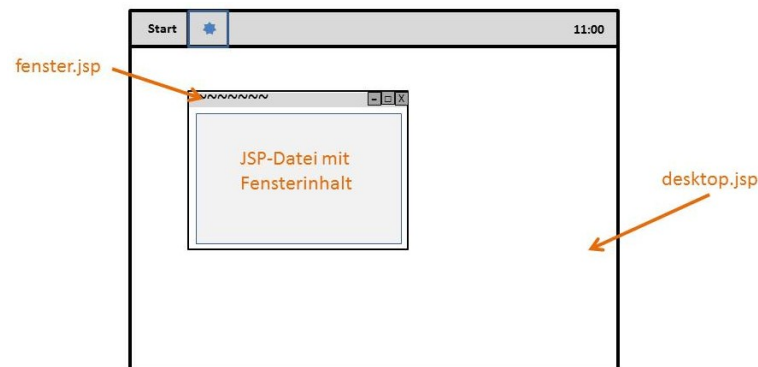 Start
11:00
fenster.jsp
~~~~~~~
- □ X
JSP-Datei mit
Fensterinhalt
desktop.jsp